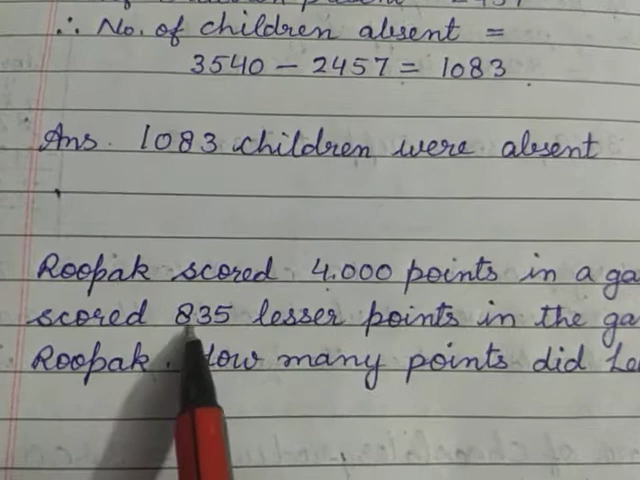 ∴ No. of children absent =
3540 - 2457 = 1083
Ans. 1083 children were absent
Roopak scored 4,000 points in a ga
scored 835 lesser points in the ga
Roopak. How many points did